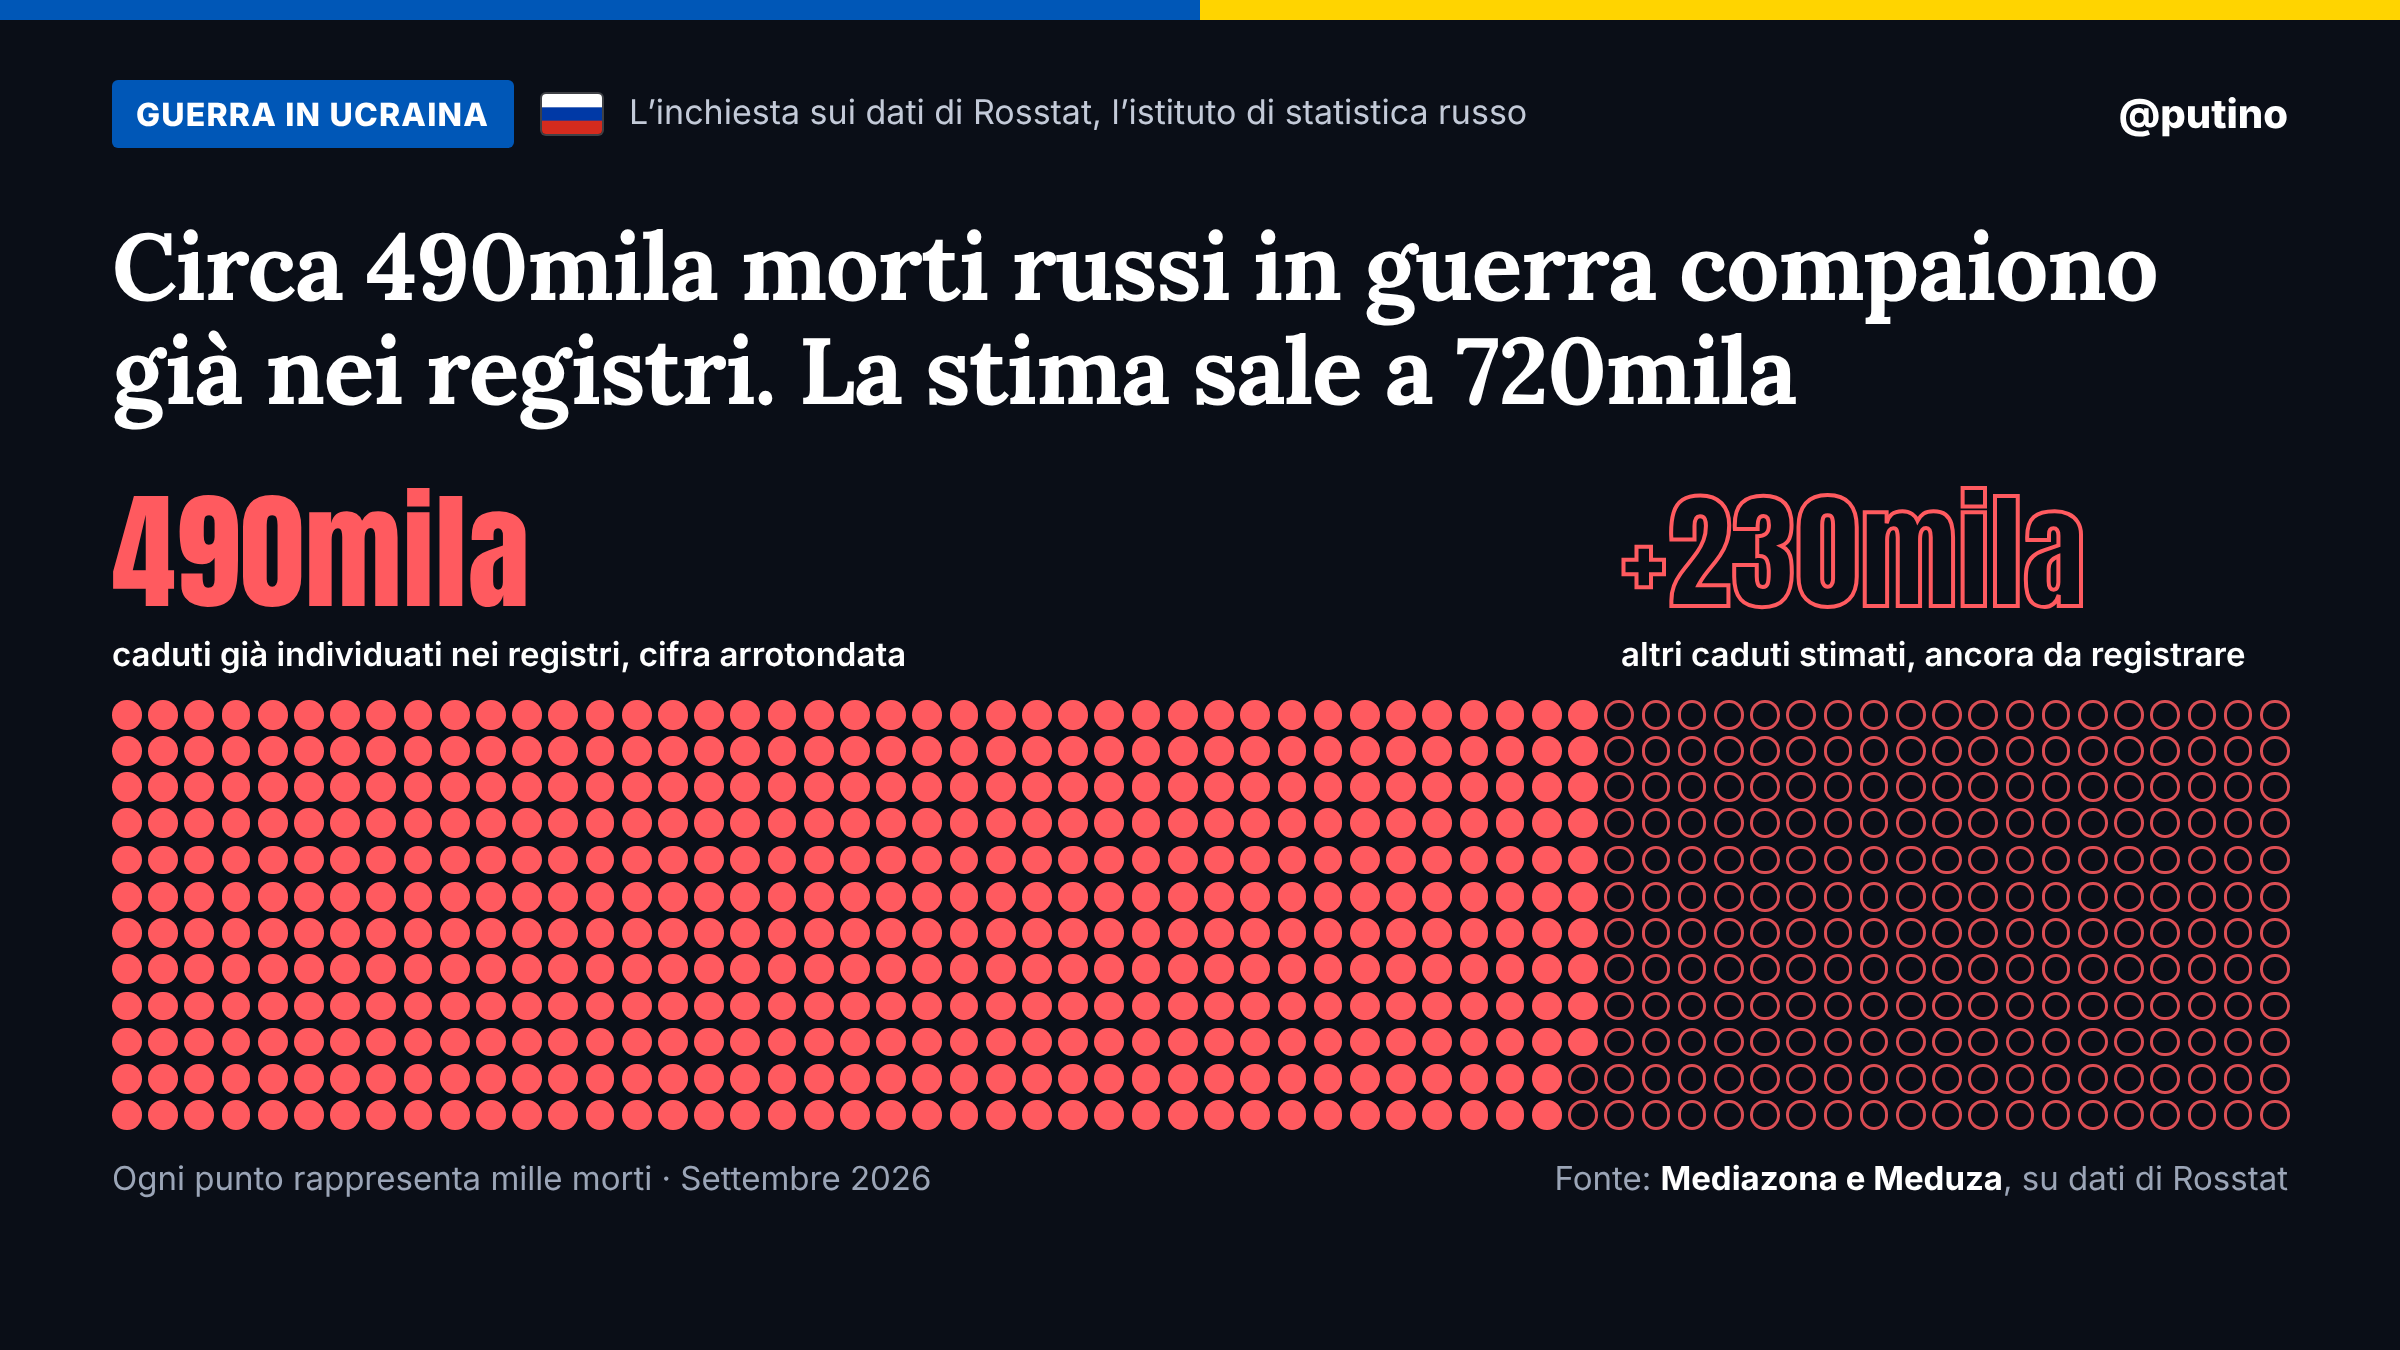 GUERRA IN UCRAINA
L’inchiesta sui dati di Rosstat, l’istituto di statistica russo
@putino
Circa 490mila morti russi in guerra compaiono
già nei registri. La stima sale a 720mila
490mila
+230mila
caduti già individuati nei registri, cifra arrotondata
altri caduti stimati, ancora da registrare
Ogni punto rappresenta mille morti · Settembre 2026
Fonte: Mediazona e Meduza, su dati di Rosstat